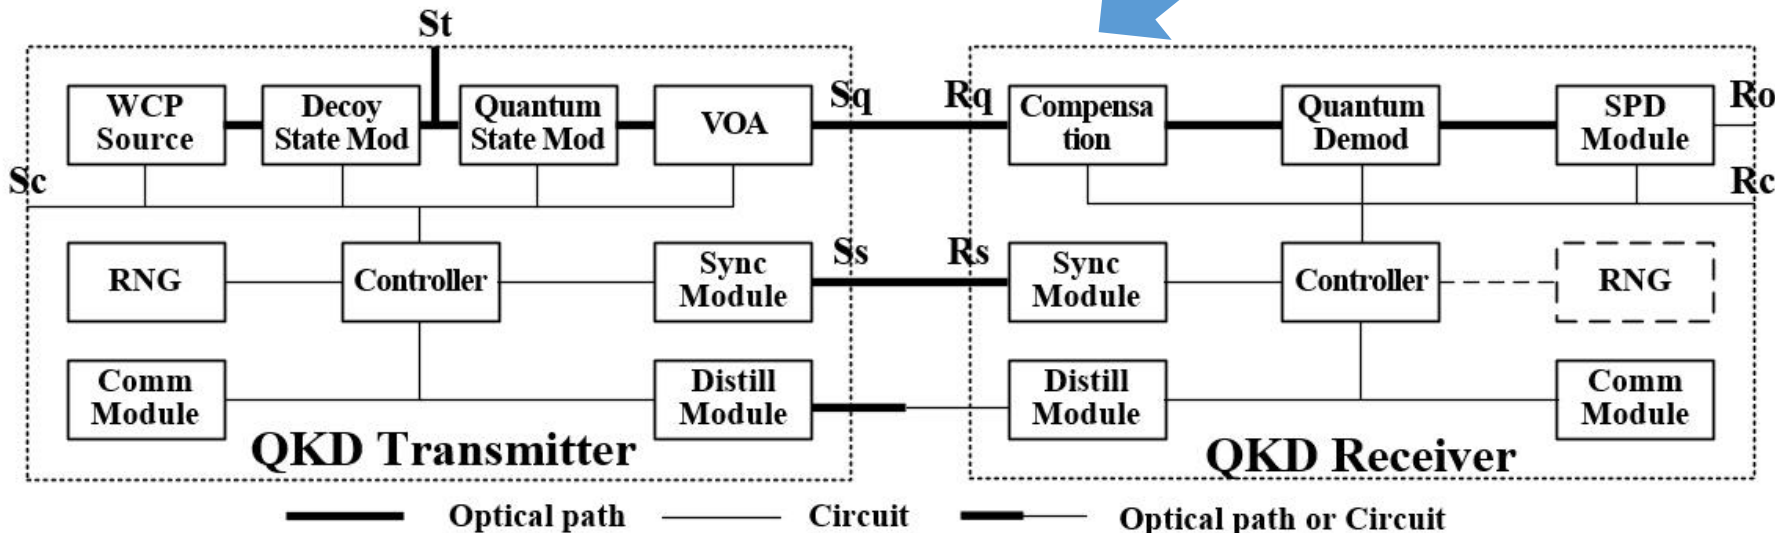 St
WCP
Source
Decoy
State Mod
Quantum
State Mod
VOA
Sq
Rq
Compensa
tion
Quantum
Demod
SPD
Module
Ro
Sc
Rc
RNG
Controller
Sync
Module
Ss
Rs
Sync
Module
Controller
RNG
Comm
Module
Distill
Module
Distill
Module
Comm
Module
QKD Transmitter
QKD Receiver
Optical path
Circuit
Optical path or Circuit